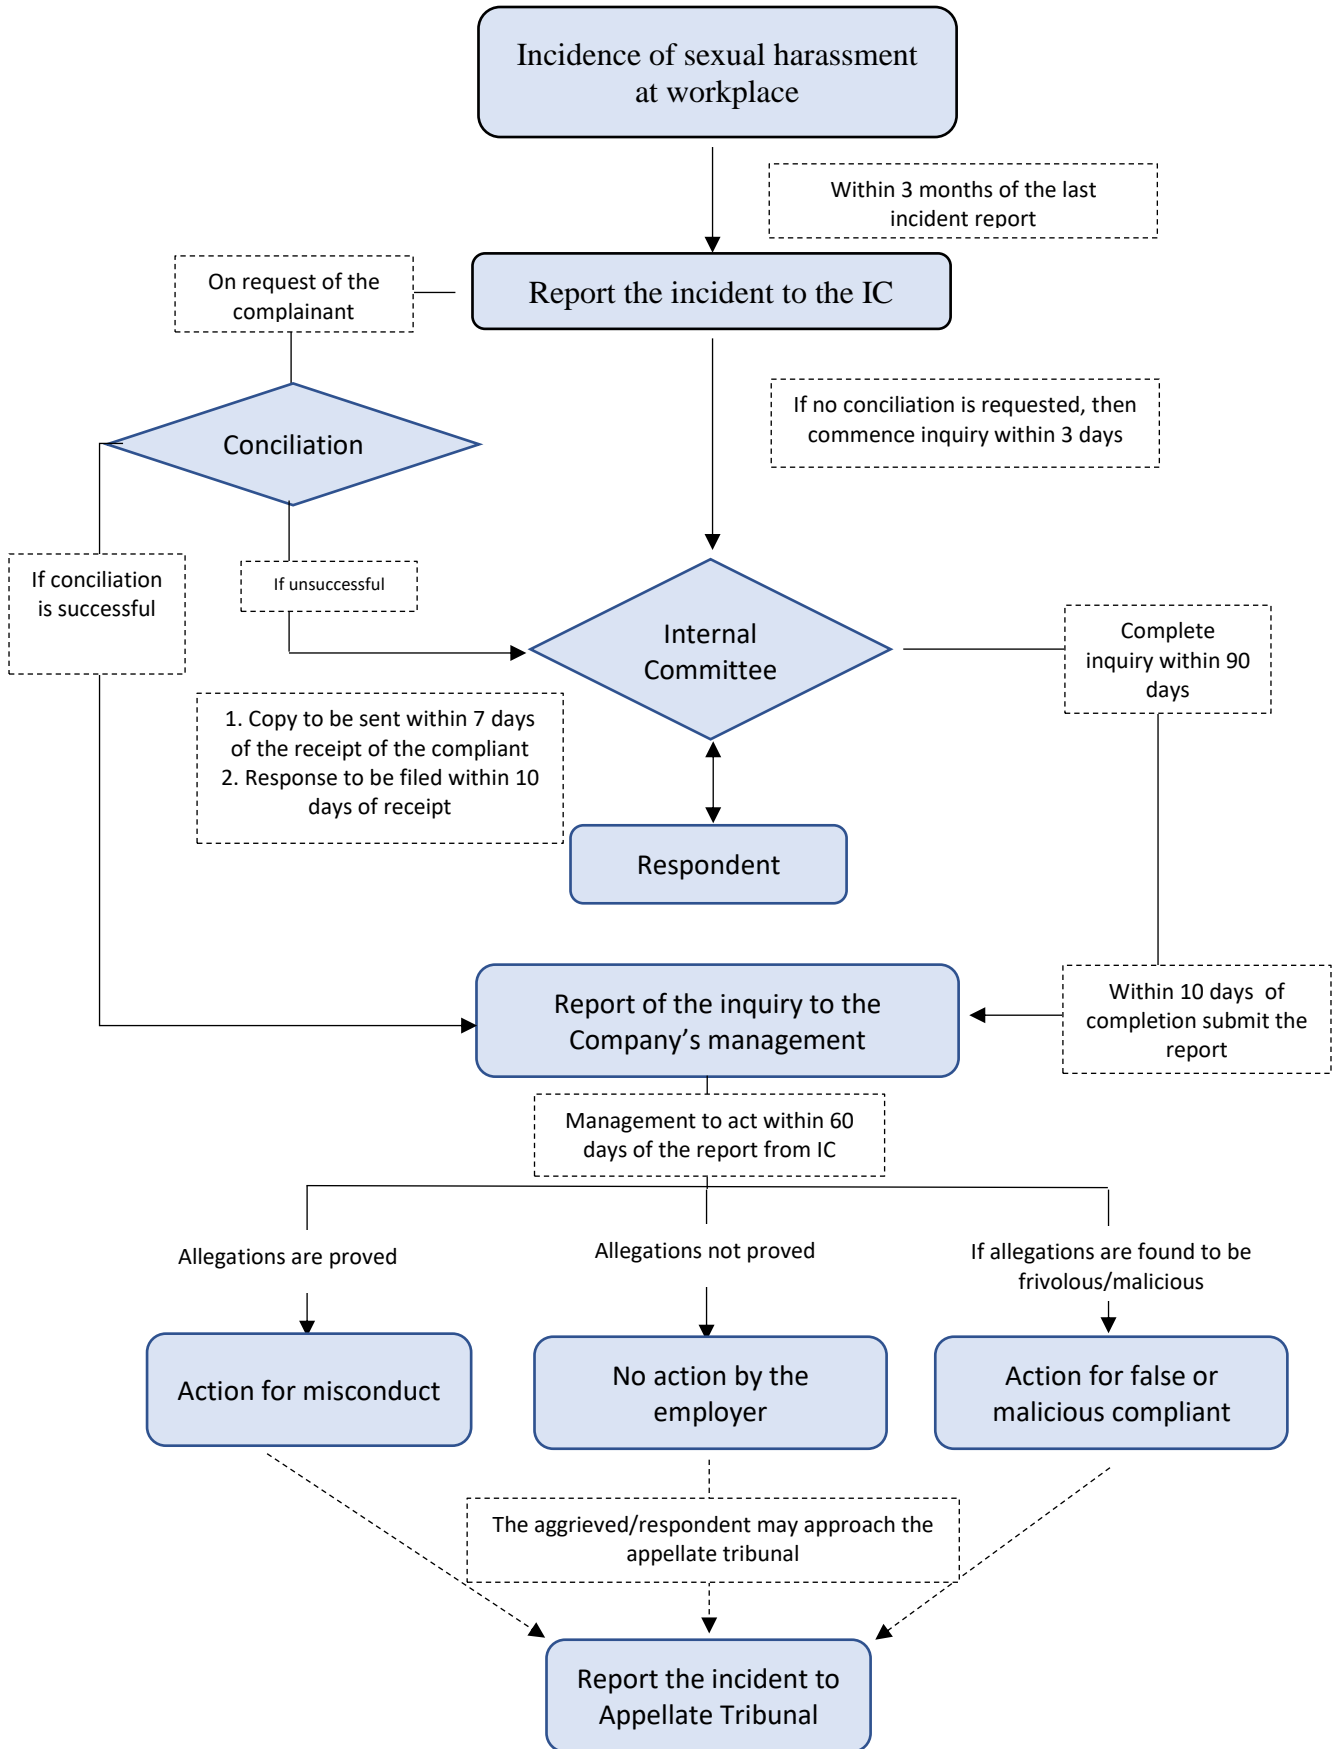 Incidence of sexual harassment
at workplace
Within 3 months of the last
incident report
On request of the
complainant
Report the incident to the IC
If no conciliation is requested, then
commence inquiry within 3 days
Conciliation
If conciliation
is successful
If unsuccessful
Internal
Committee
Complete
inquiry within 90
days
1. Copy to be sent within 7 days
of the receipt of the compliant
2. Response to be filed within 10
days of receipt
Respondent
Report of the inquiry to the
Company’s management
Within 10 days of
completion submit the
report
Management to act within 60
days of the report from IC
Allegations are proved
Allegations not proved
If allegations are found to be
frivolous/malicious
Action for misconduct
No action by the
employer
Action for false or
malicious compliant
The aggrieved/respondent may approach the
appellate tribunal
Report the incident to
Appellate Tribunal